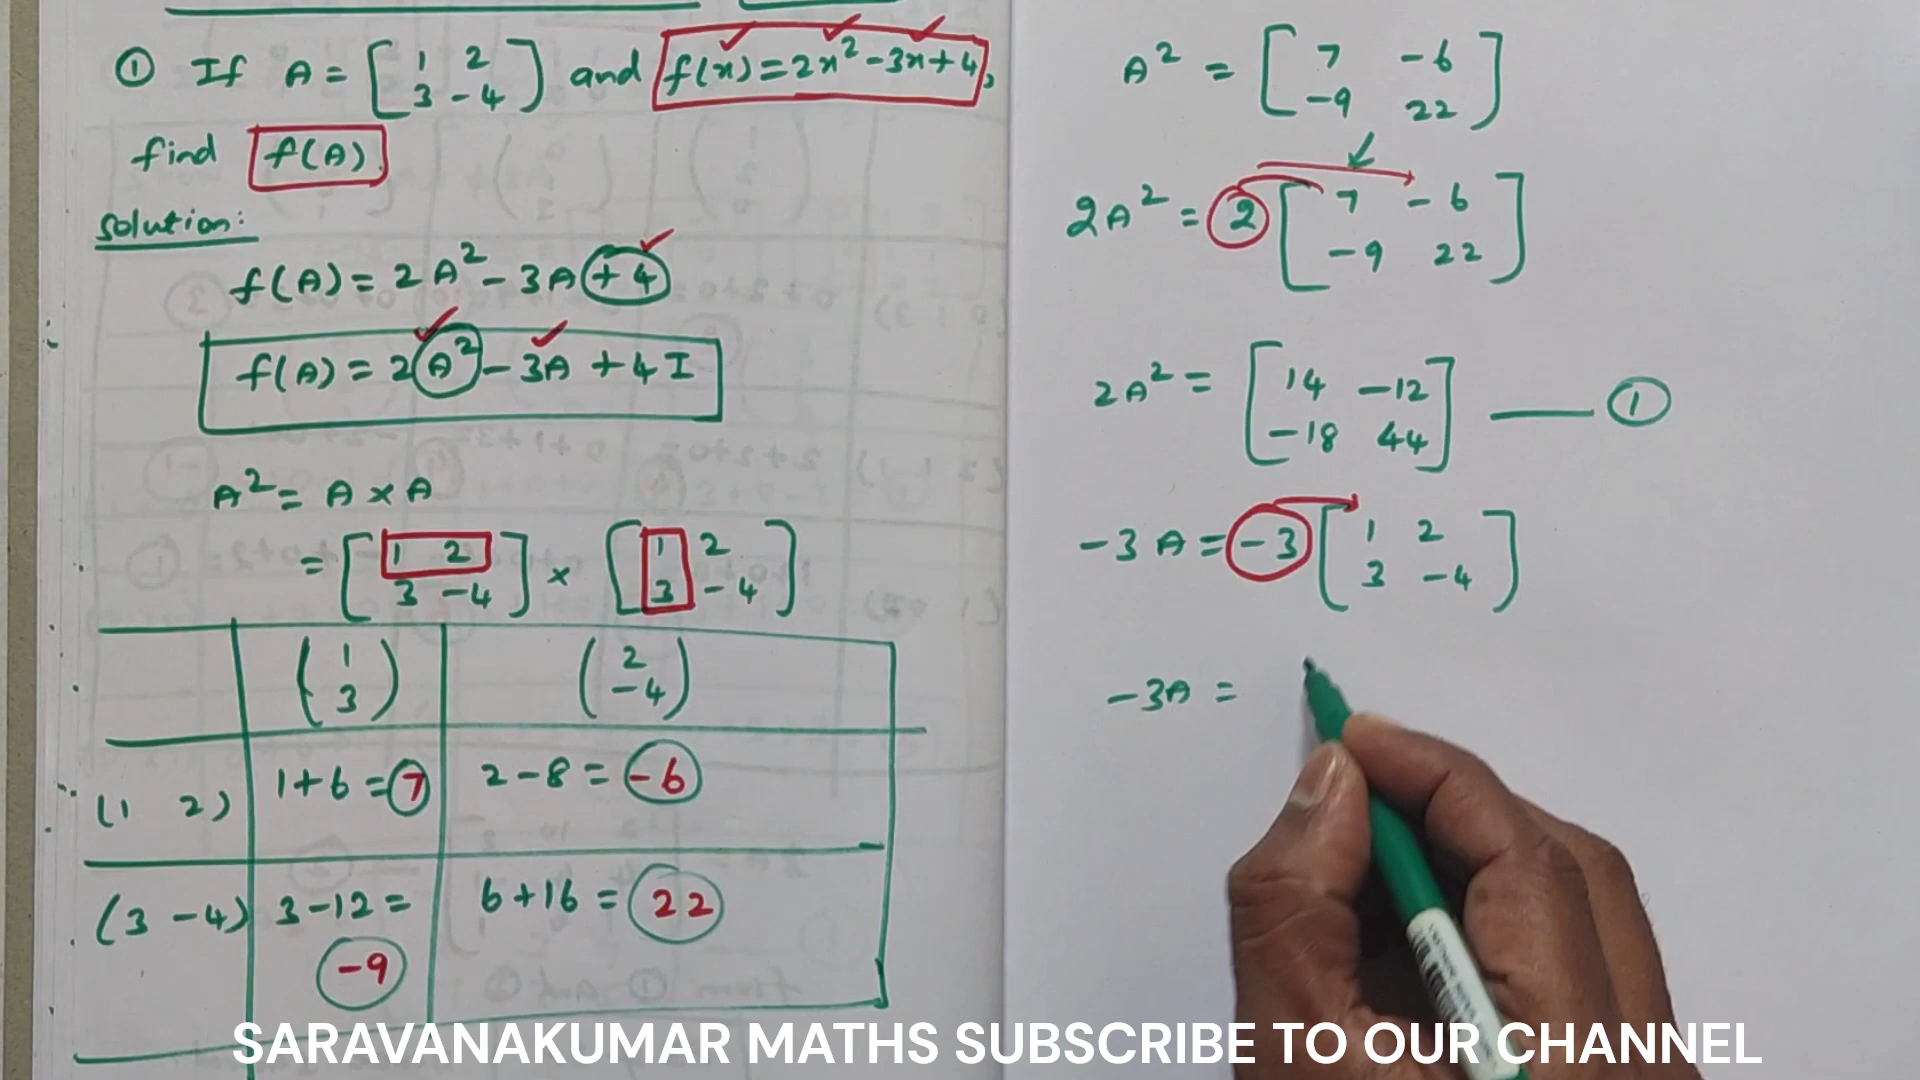 ① If A = [1 2
3 -4] and f(x) = 2x² - 3x + 4,
find f(A).
Solution:
f(A) = 2A² - 3A + 4
f(A) = 2A² - 3A + 4I
A² = A × A
= [1 2
3 -4] × [1 2
3 -4]
(1
3) (2
-4)
(1 2) 1+6 = 7 2-8 = -6
(3 -4) 3-12 = -9 6+16 = 22
A² = [7 -6
-9 22]
2A² = 2 [7 -6
-9 22]
2A² = [14 -12
-18 44] —— ①
-3A = -3 [1 2
3 -4]
-3A =
SARAVANAKUMAR MATHS SUBSCRIBE TO OUR CHANNEL